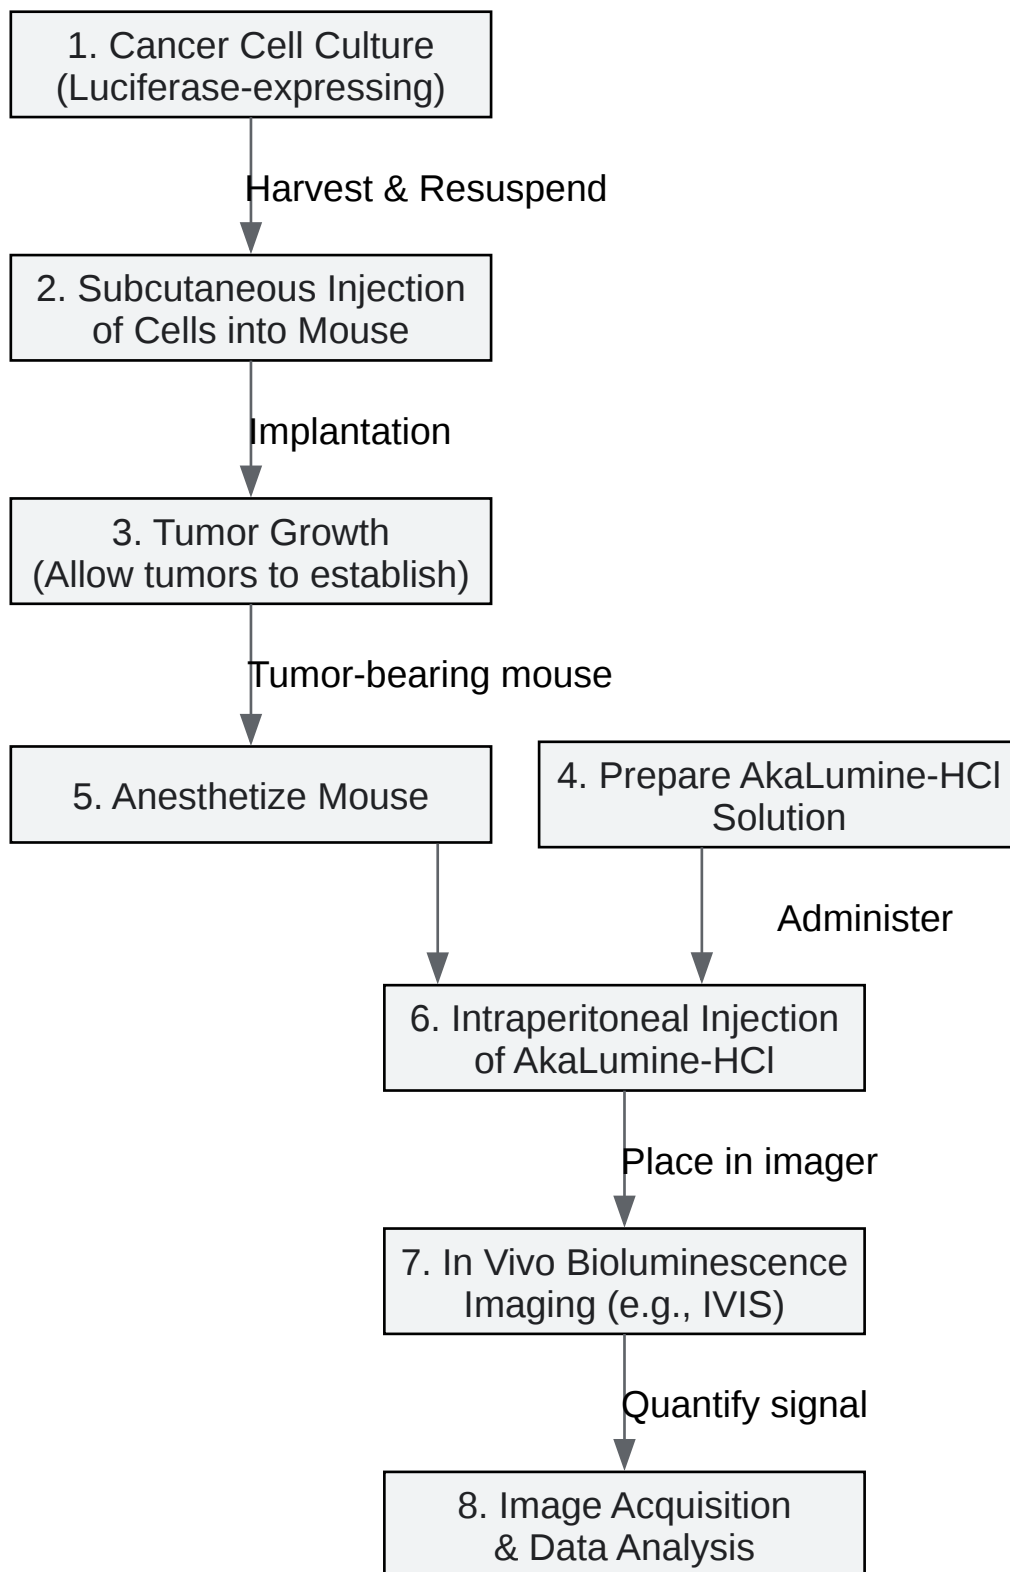 1. Cancer Cell Culture
(Luciferase-expressing)
Harvest & Resuspend
2. Subcutaneous Injection
of Cells into Mouse
Implantation
3. Tumor Growth
(Allow tumors to establish)
Tumor-bearing mouse
5. Anesthetize Mouse
4. Prepare AkaLumine-HCl
Solution
Administer
6. Intraperitoneal Injection
of AkaLumine-HCl
Place in imager
7. In Vivo Bioluminescence
Imaging (e.g., IVIS)
Quantify signal
8. Image Acquisition
& Data Analysis